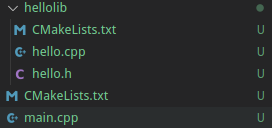 hellolib
CMakeLists.txt U
hello.cpp U
hello.h U
CMakeLists.txt U
main.cpp U